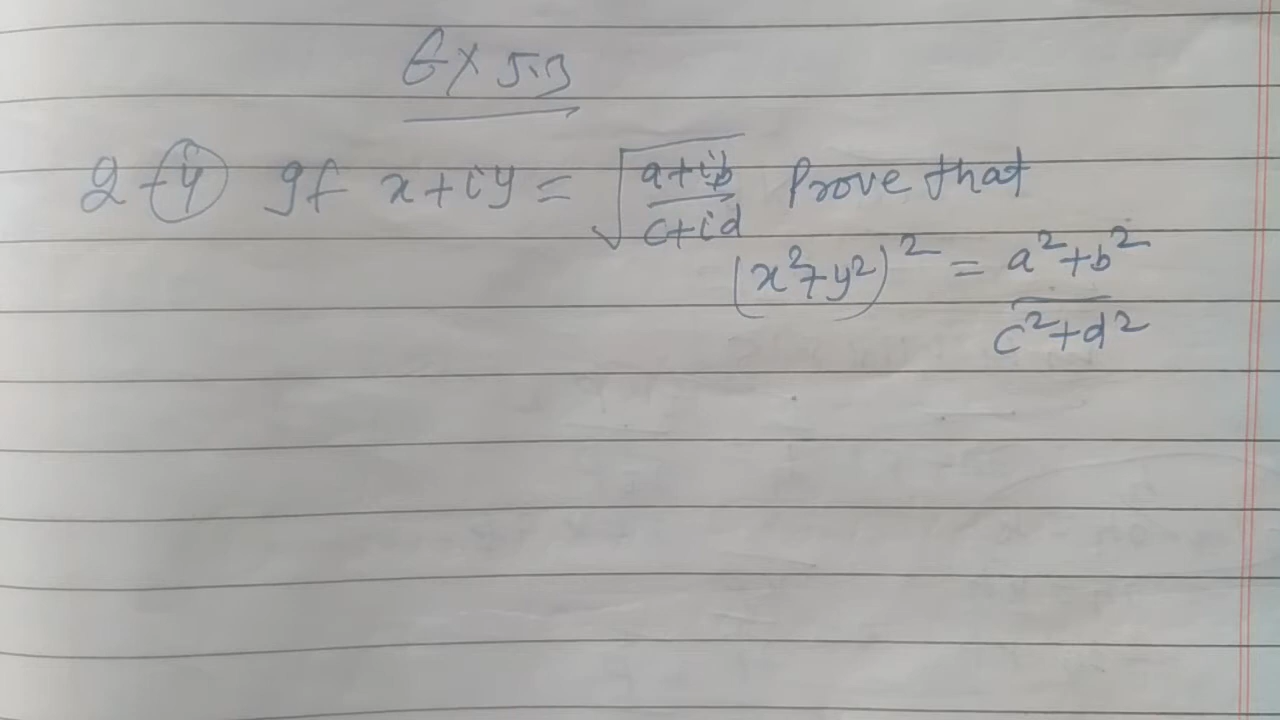 Ex 5.3
Q-4 If x+iy = √(a+ib/c+id) Prove that
(x²+y²)² = a²+b²/c²+d²